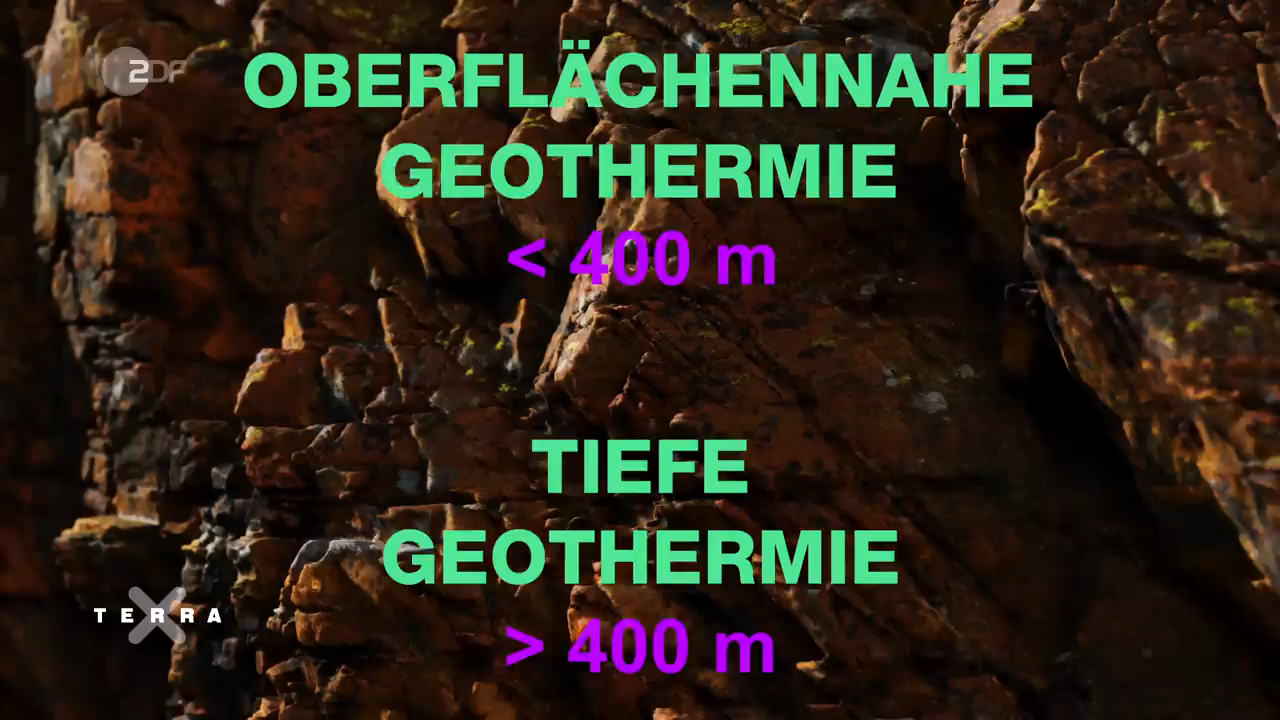 2DF
OBERFLÄCHENNAHE
GEOTHERMIE
< 400 m
TIEFE
GEOTHERMIE
> 400 m
TERRA X